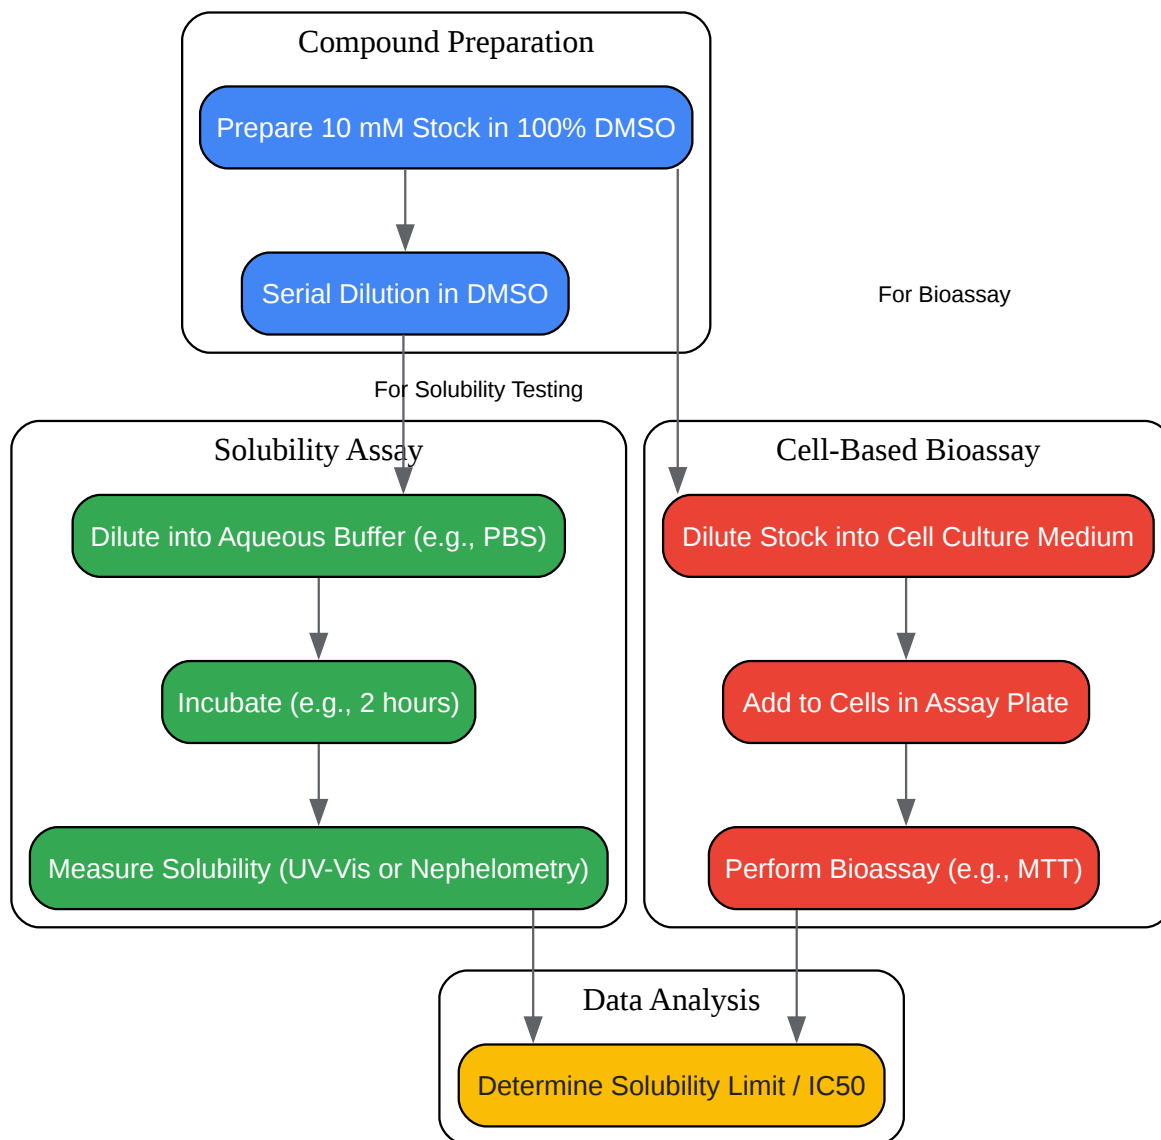 Compound Preparation
Prepare 10 mM Stock in 100% DMSO
Serial Dilution in DMSO
For Bioassay
For Solubility Testing
Solubility Assay
Dilute into Aqueous Buffer (e.g., PBS)
Incubate (e.g., 2 hours)
Measure Solubility (UV-Vis or Nephelometry)
Cell-Based Bioassay
Dilute Stock into Cell Culture Medium
Add to Cells in Assay Plate
Perform Bioassay (e.g., MTT)
Data Analysis
Determine Solubility Limit / IC50